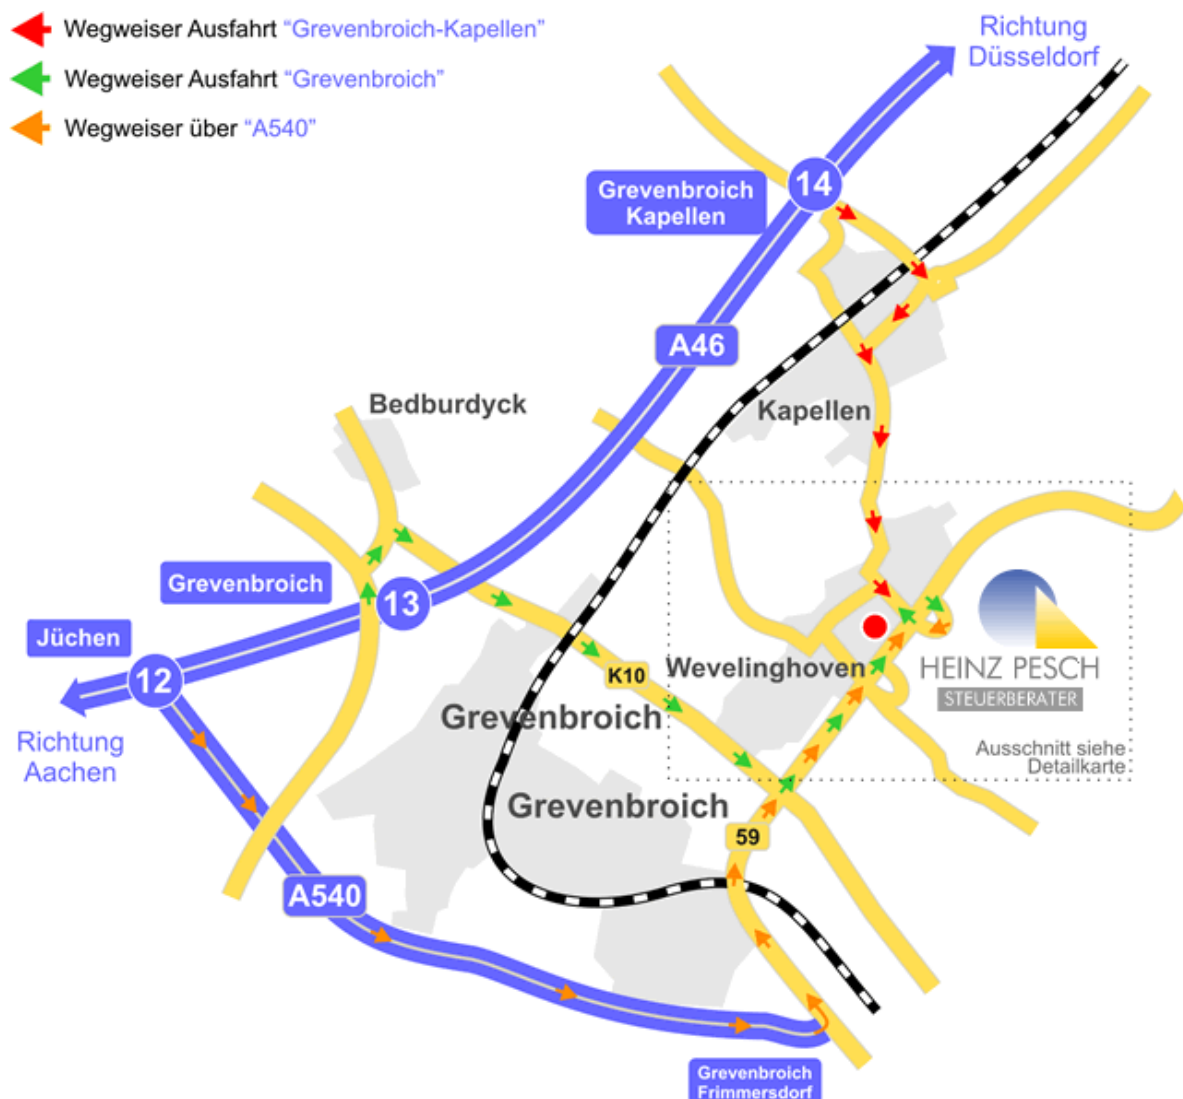 Wegweiser Ausfahrt “Grevenbroich-Kapellen”
Wegweiser Ausfahrt “Grevenbroich”
Wegweiser über “A540”
Richtung
Düsseldorf
14
Grevenbroich
Kapellen
A46
Bedburdyck
Kapellen
Grevenbroich
13
Jüchen
12
Richtung
Aachen
K10
Wevelinghoven
HEINZ PESCH
STEUERBERATER
Grevenbroich
Ausschnitt siehe
Detailkarte
Grevenbroich
59
A540
Grevenbroich
Frimmersdorf